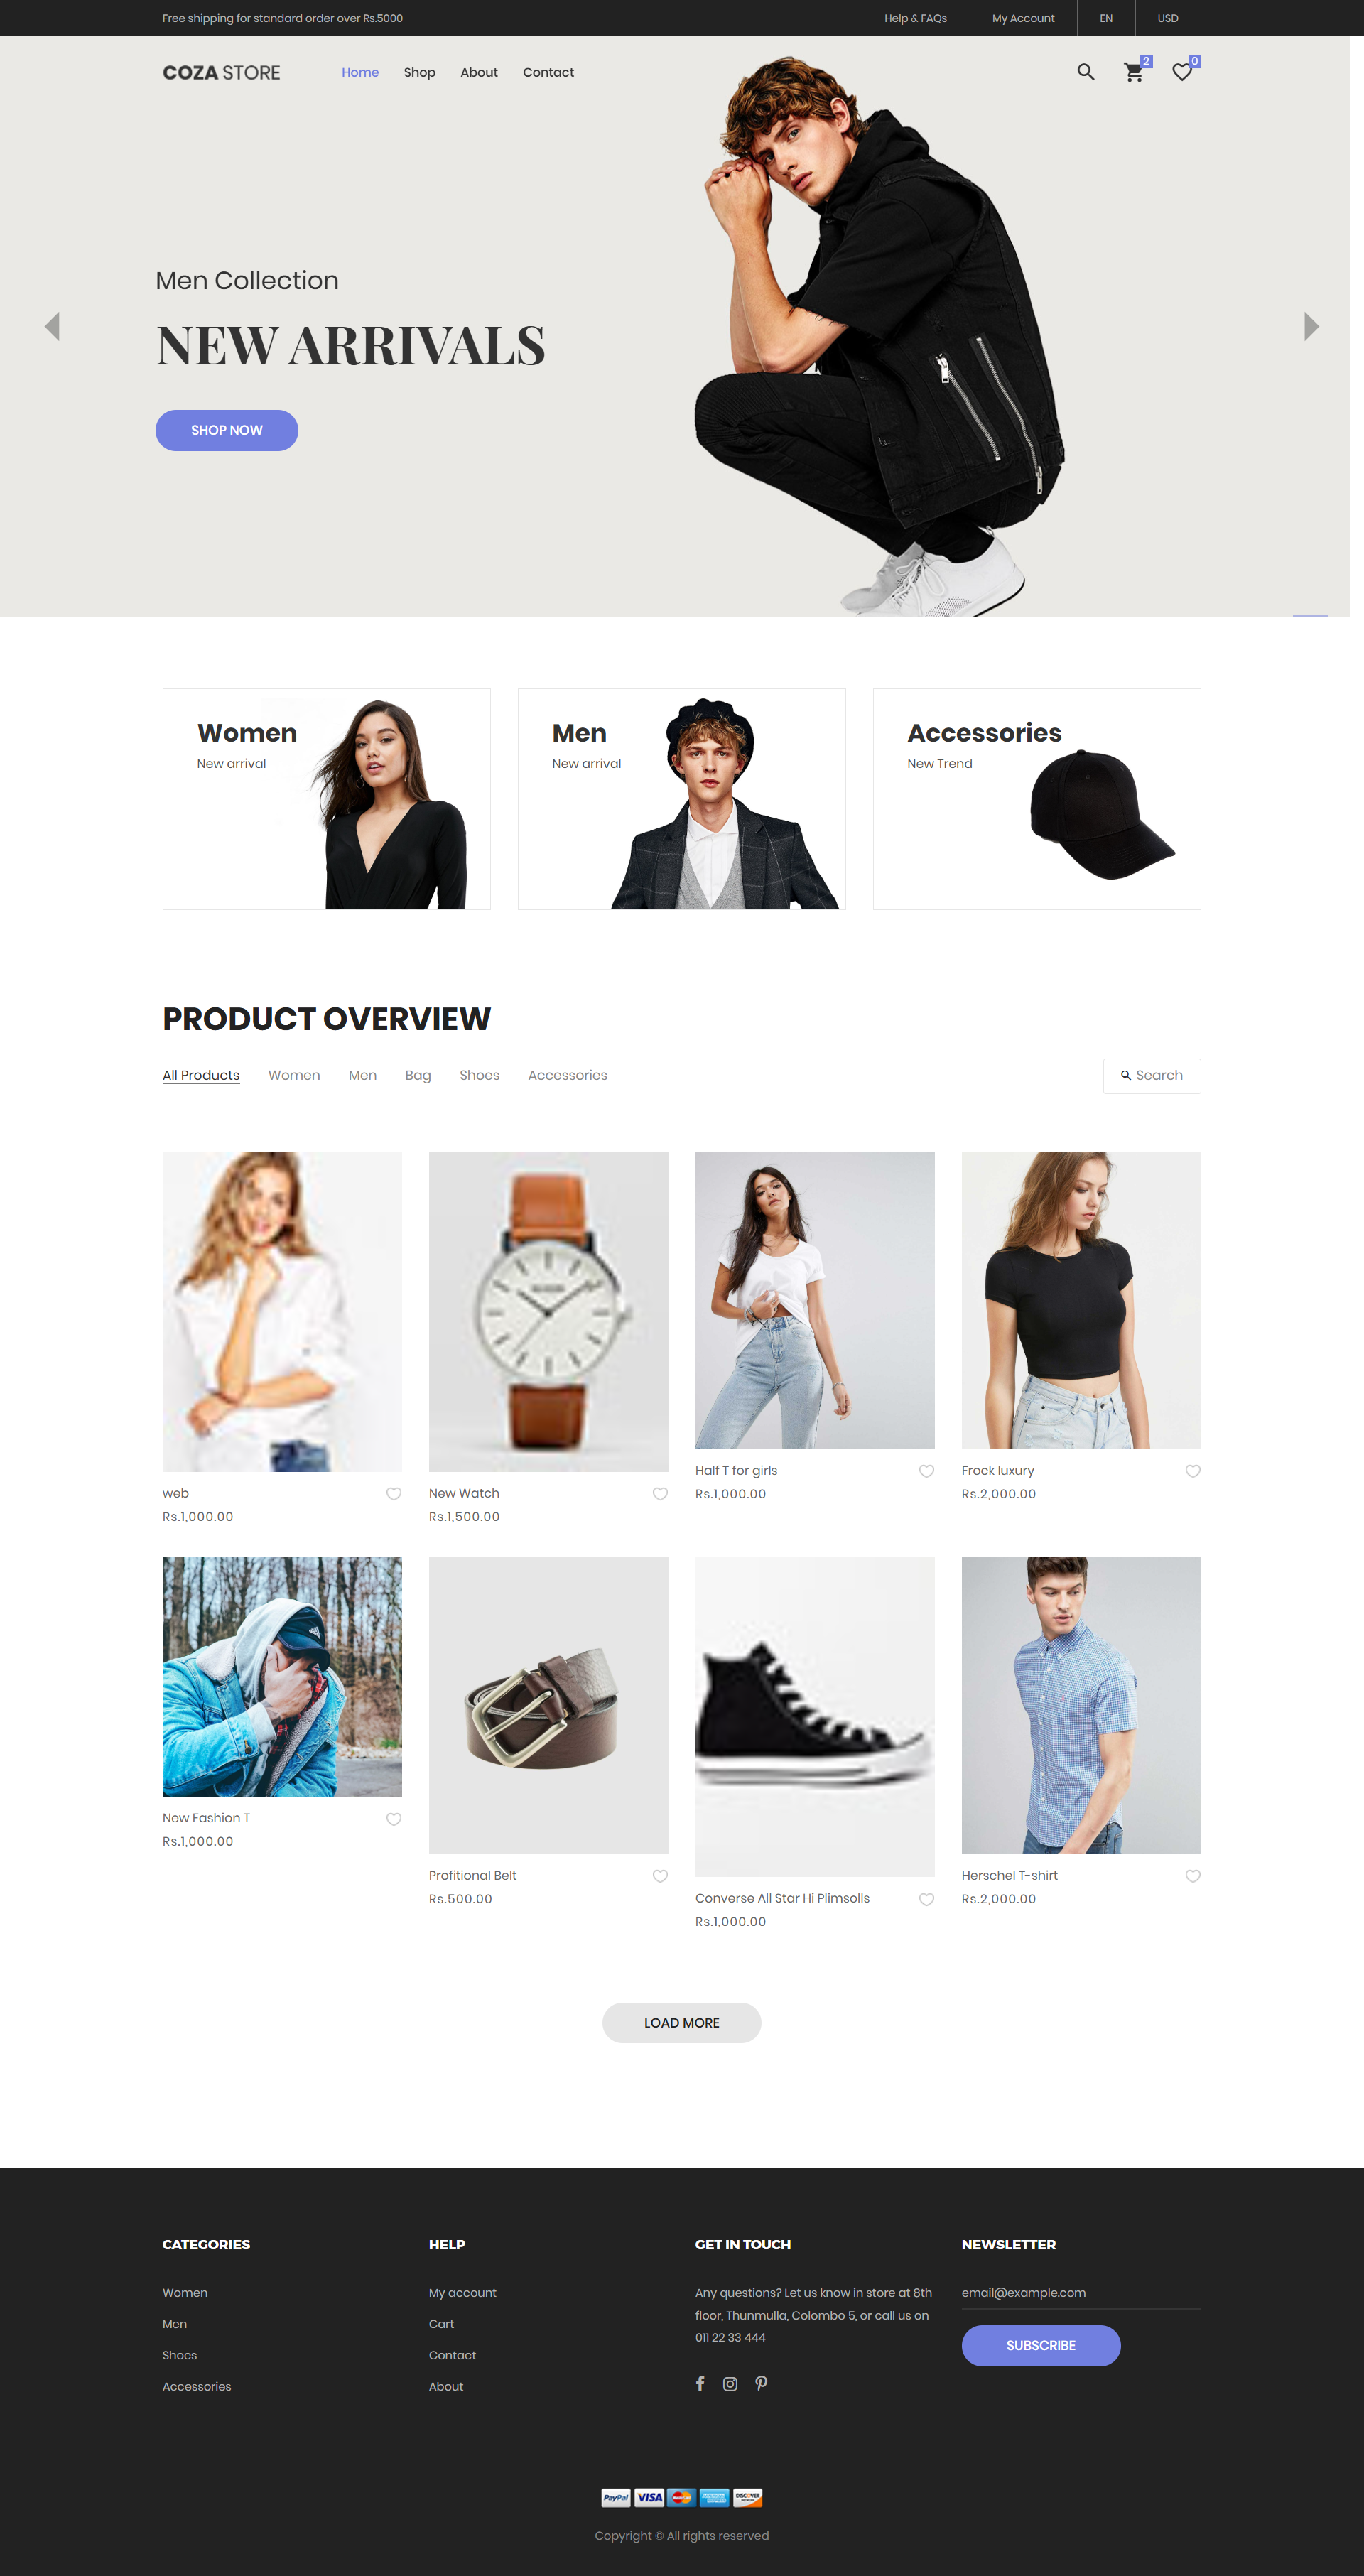 Free shipping for standard order over Rs.5000
Help & FAQs
My Account
EN
USD
COZA STORE
Home
Shop
About
Contact
2
0
Men Collection
NEW ARRIVALS
SHOP NOW
Women
New arrival
Men
New arrival
Accessories
New Trend
PRODUCT OVERVIEW
All Products
Women
Men
Bag
Shoes
Accessories
Search
web
Rs.1,000.00
New Watch
Rs.1,500.00
Half T for girls
Rs.1,000.00
Frock luxury
Rs.2,000.00
New Fashion T
Rs.1,000.00
Profitional Belt
Rs.500.00
Converse All Star Hi Plimsolls
Rs.1,000.00
Herschel T-shirt
Rs.2,000.00
LOAD MORE
CATEGORIES
Women
Men
Shoes
Accessories
HELP
My account
Cart
Contact
About
GET IN TOUCH
Any questions? Let us know in store at 8th
floor, Thunmulla, Colombo 5, or call us on
011 22 33 444
NEWSLETTER
email@example.com
SUBSCRIBE
PayPal
VISA
MasterCard
DISCOVER
Copyright © All rights reserved